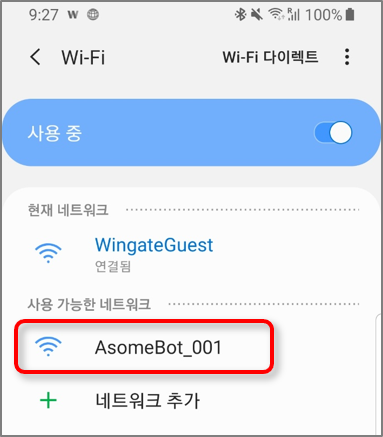 9:27 W 100%
Wi-Fi Wi-Fi 다이렉트
사용 중
현재 네트워크
WingateGuest
연결됨
사용 가능한 네트워크
AsomeBot_001
네트워크 추가